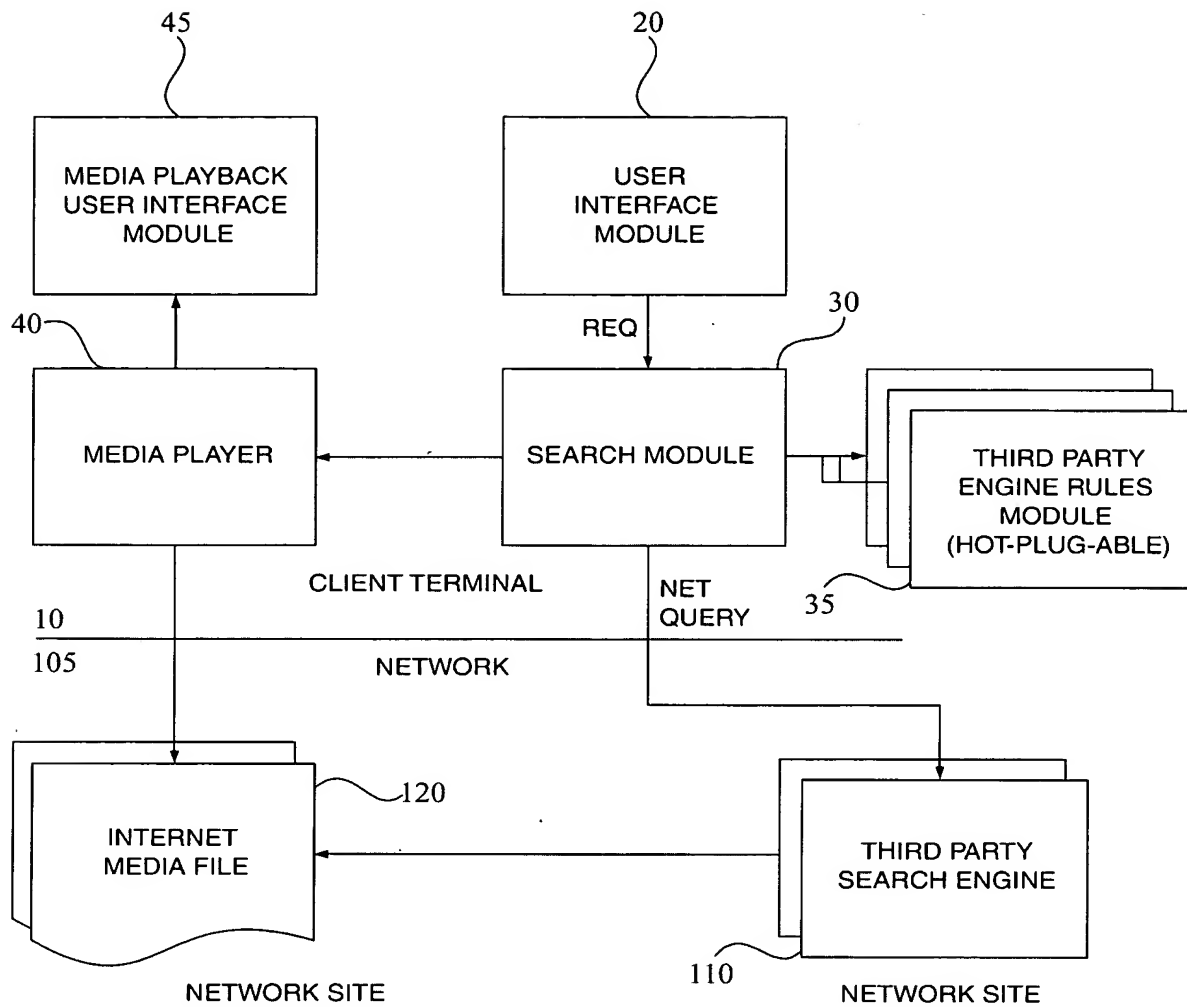 45
20
MEDIA PLAYBACK
USER INTERFACE
MODULE
USER
INTERFACE
MODULE
40
REQ
30
MEDIA PLAYER
SEARCH MODULE
THIRD PARTY
ENGINE RULES
MODULE
(HOT-PLUG-ABLE)
CLIENT TERMINAL
NET
QUERY
35
10
105
NETWORK
120
INTERNET
MEDIA FILE
THIRD PARTY
SEARCH ENGINE
110
NETWORK SITE
NETWORK SITE